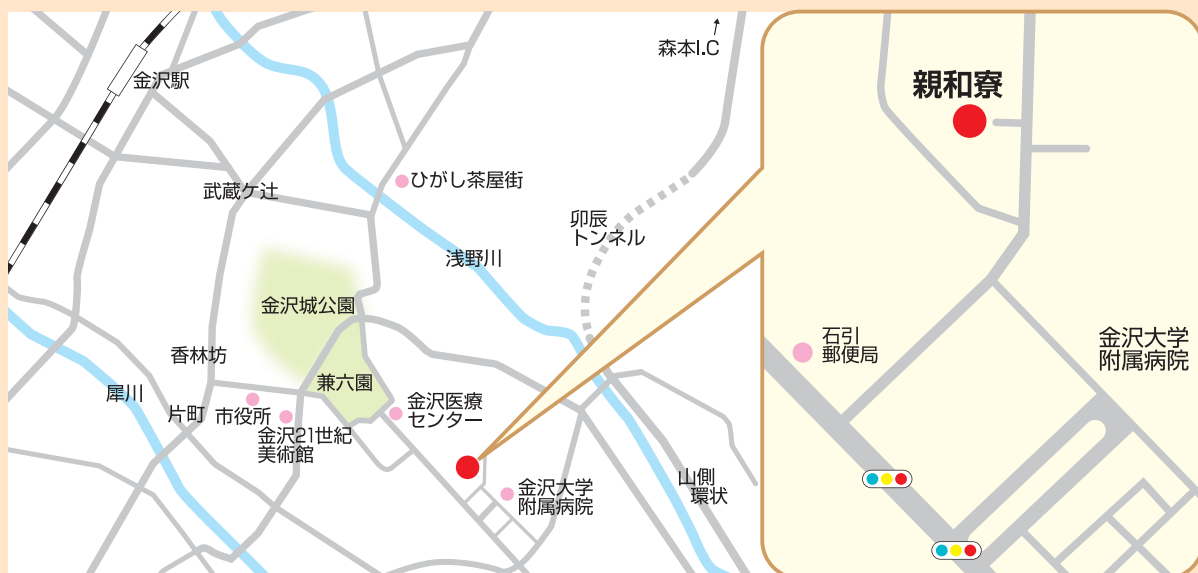 森本I.C
↑
金沢駅
ひがし茶屋街
武蔵ケ辻
卯辰
トンネル
浅野川
金沢城公園
香林坊
兼六園
犀川
片町
市役所
金沢21世紀
美術館
金沢医療
センター
金沢大学
附属病院
山側
環状
親和寮
石引
郵便局
金沢大学
附属病院